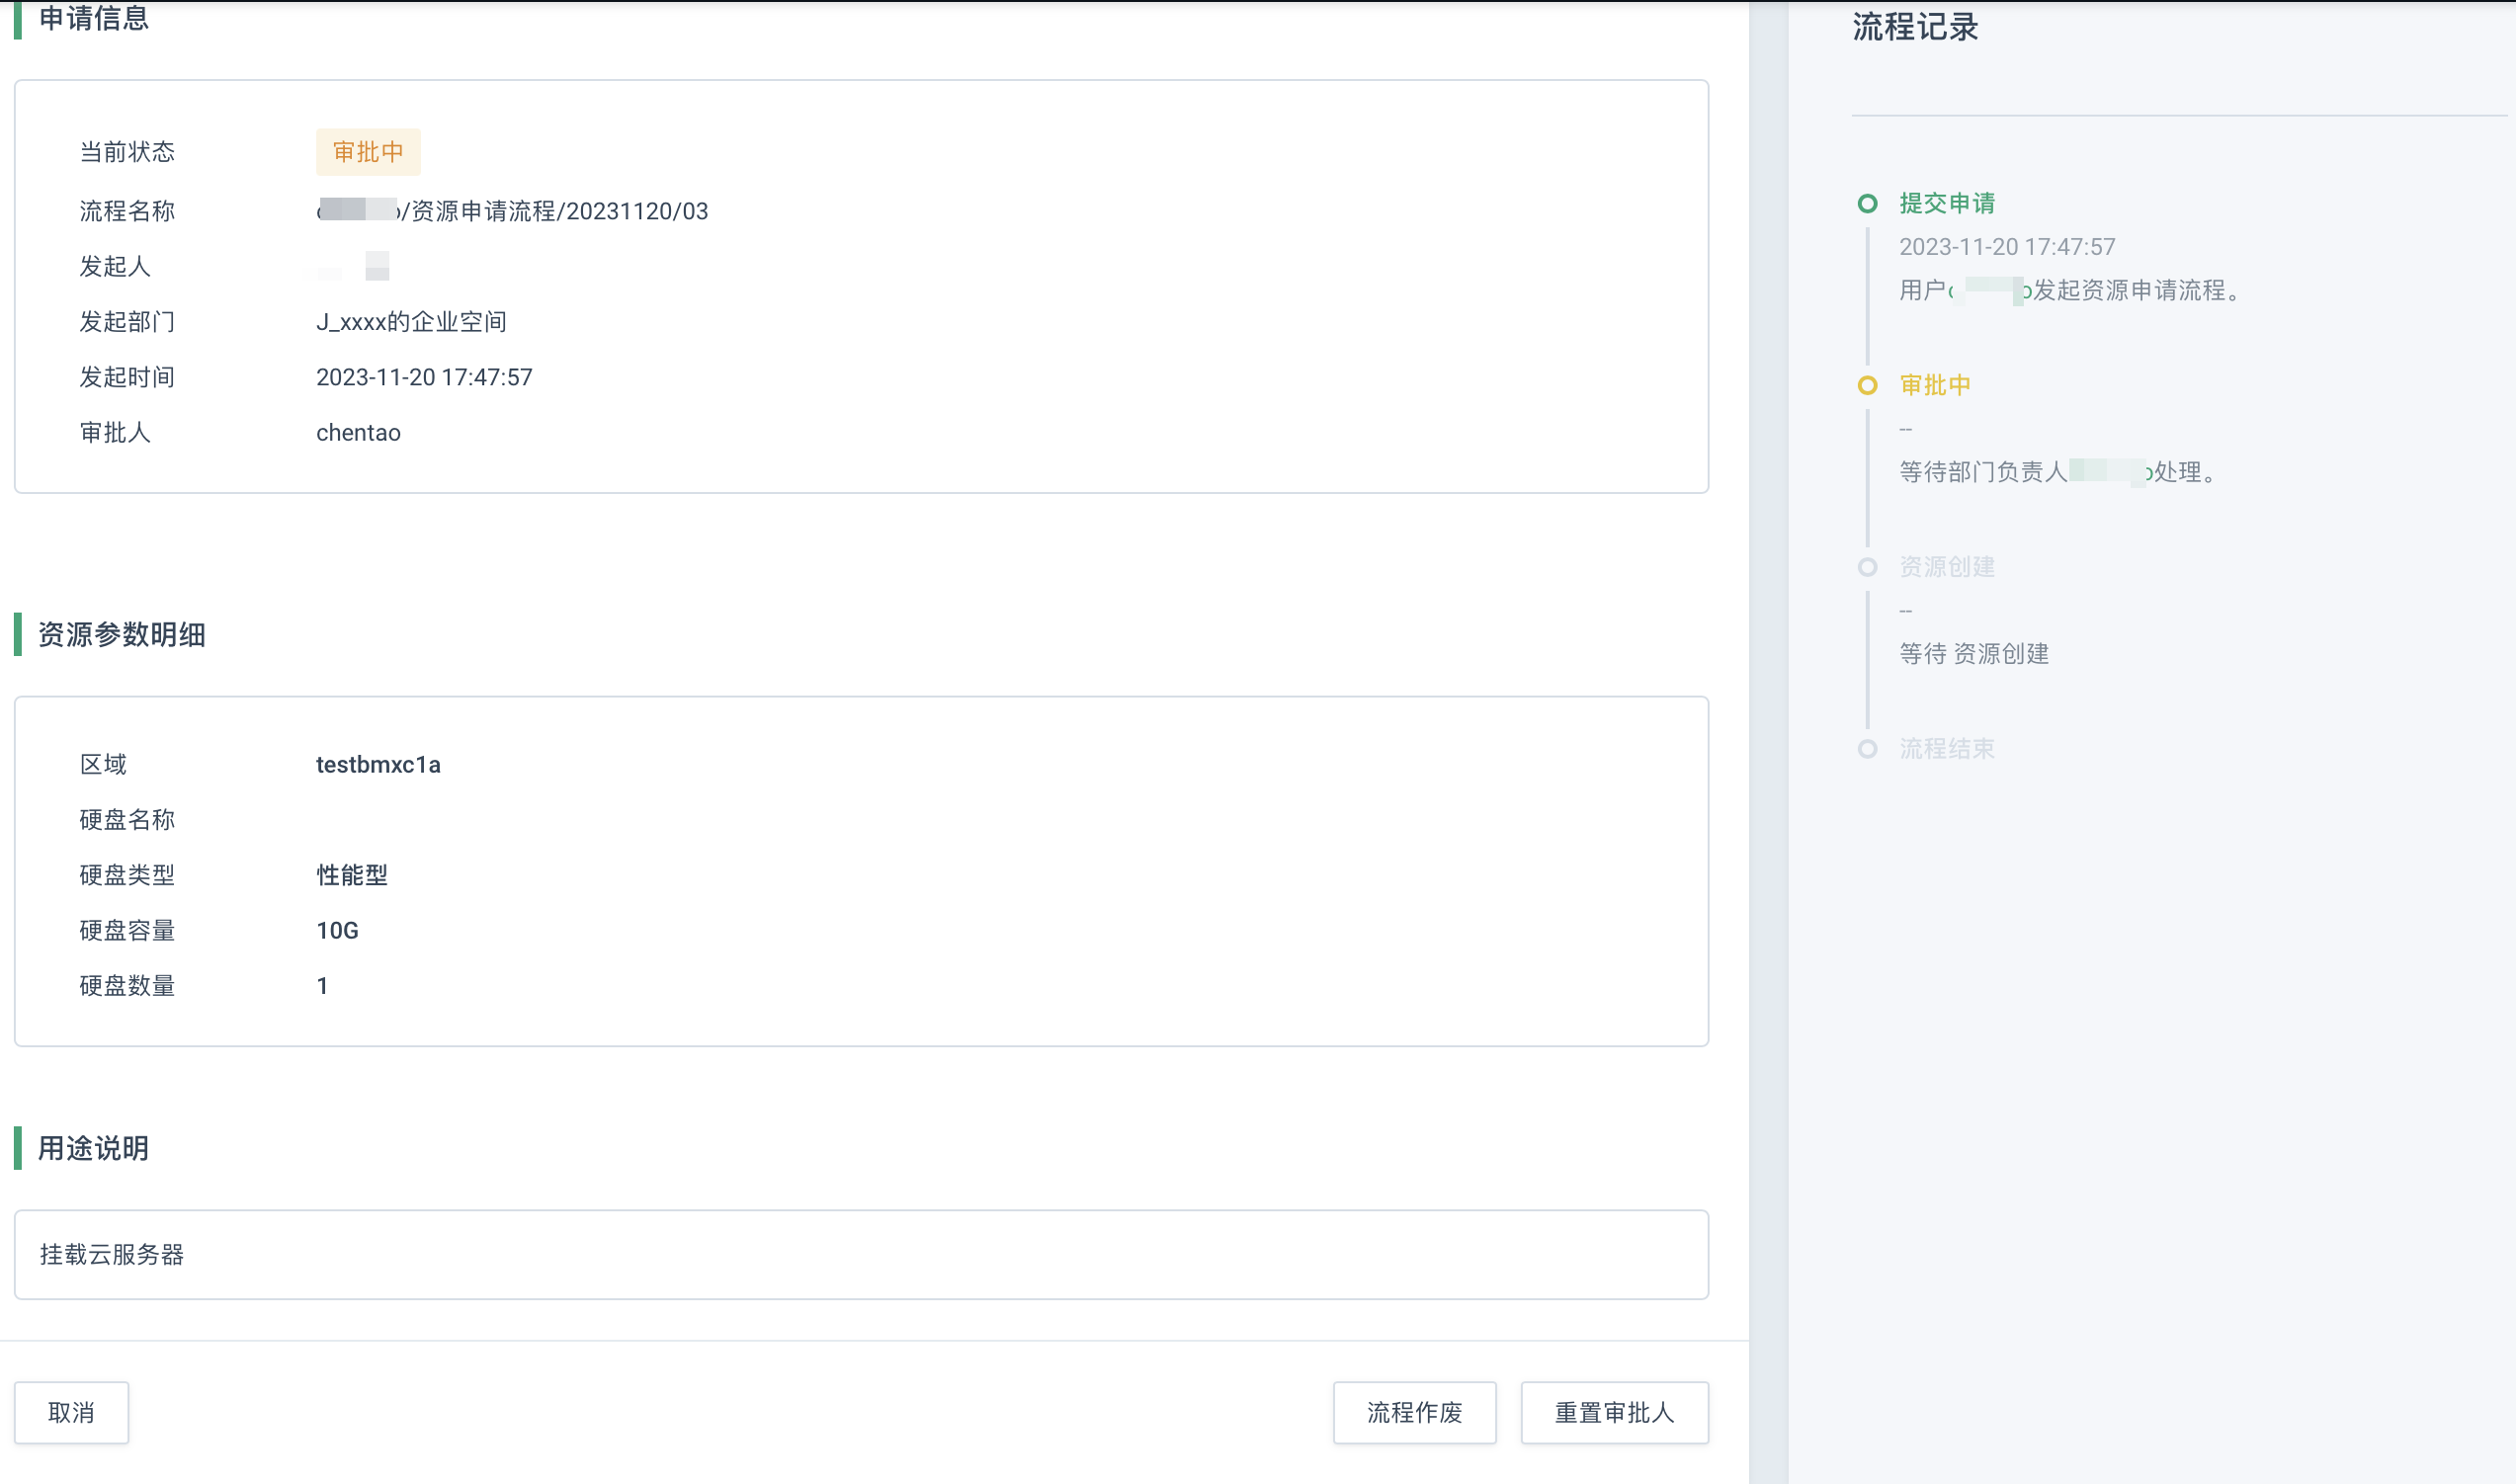 申请信息
当前状态 审批中
流程名称 /资源申请流程/20231120/03
发起人
发起部门 J_xxxx的企业空间
发起时间 2023-11-20 17:47:57
审批人 chentao
资源参数明细
区域 testbmxc1a
硬盘名称
硬盘类型 性能型
硬盘容量 10G
硬盘数量 1
用途说明
挂载云服务器
取消
流程作废
重置审批人
流程记录
提交申请
2023-11-20 17:47:57
用户 发起资源申请流程。
审批中
--
等待部门负责人 处理。
资源创建
--
等待 资源创建
流程结束